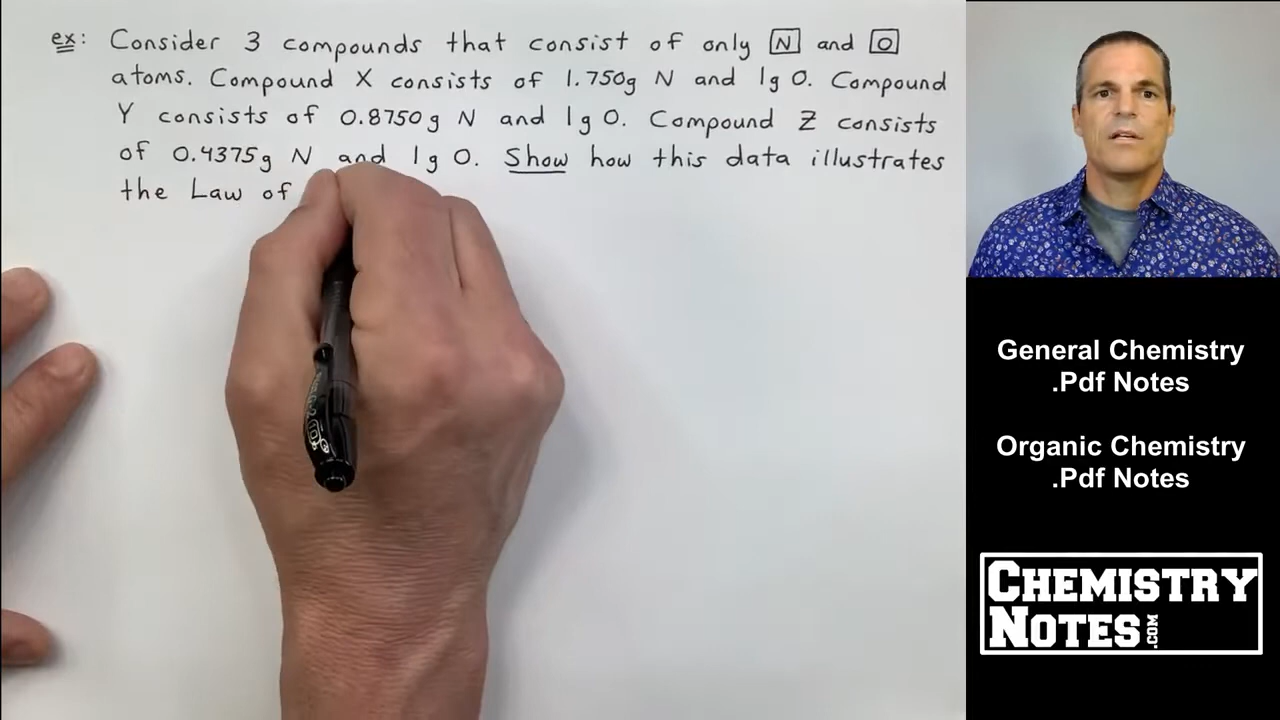 ex: Consider 3 compounds that consist of only N and O
atoms. Compound X consists of 1.750g N and 1g O. Compound
Y consists of 0.8750g N and 1g O. Compound Z consists
of 0.4375g N and 1g O. Show how this data illustrates
the Law of
General Chemistry
.Pdf Notes
Organic Chemistry
.Pdf Notes
CHEMISTRY
NOTES.COM